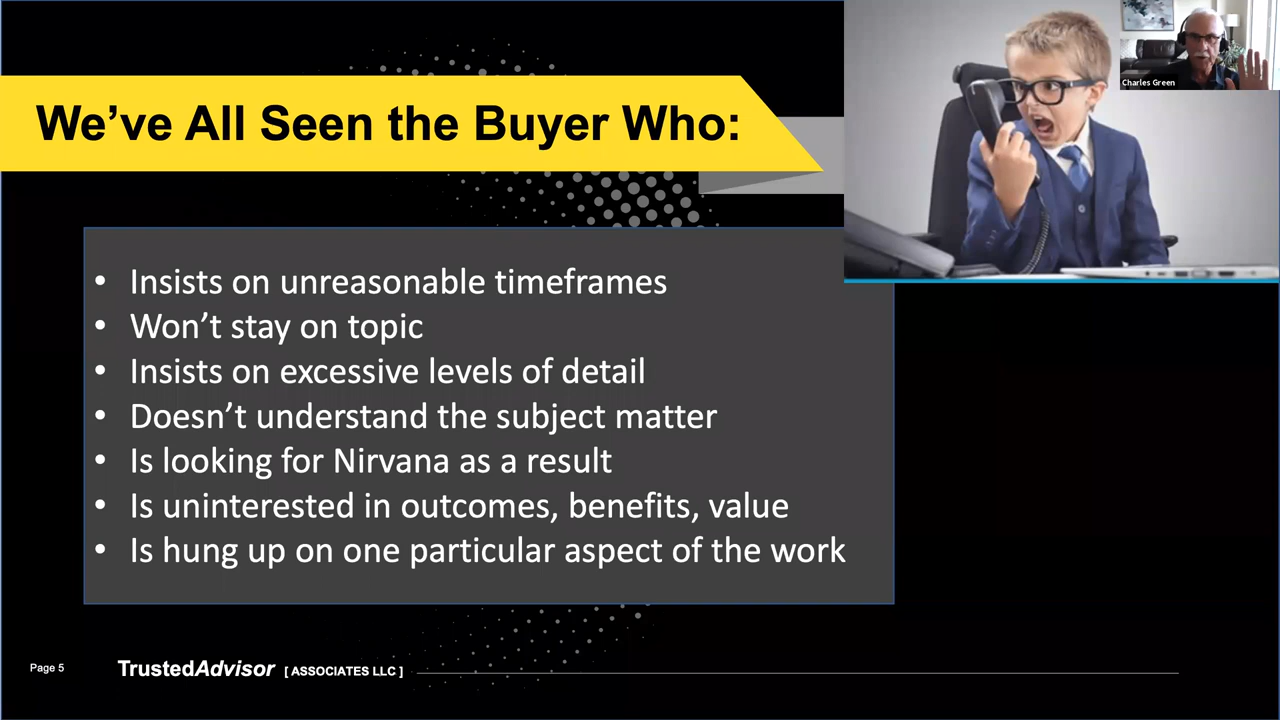 Charles Green
We’ve All Seen the Buyer Who:
• Insists on unreasonable timeframes
• Won’t stay on topic
• Insists on excessive levels of detail
• Doesn’t understand the subject matter
• Is looking for Nirvana as a result
• Is uninterested in outcomes, benefits, value
• Is hung up on one particular aspect of the work
Page 5 TrustedAdvisor [ ASSOCIATES LLC ]